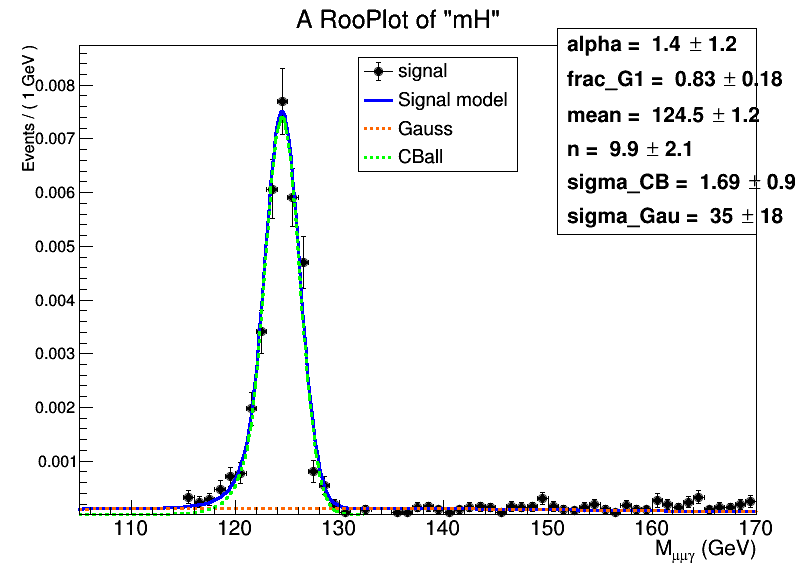 A RooPlot of "mH"
Events / ( 1 GeV )
0.008
0.007
0.006
0.005
0.004
0.003
0.002
0.001
signal
Signal model
Gauss
CBall
alpha = 1.4 ± 1.2
frac_G1 = 0.83 ± 0.18
mean = 124.5 ± 1.2
n = 9.9 ± 2.1
sigma_CB = 1.69 ± 0.9
sigma_Gau = 35 ± 18
110 120 130 140 150 160 170
Mμμγ (GeV)